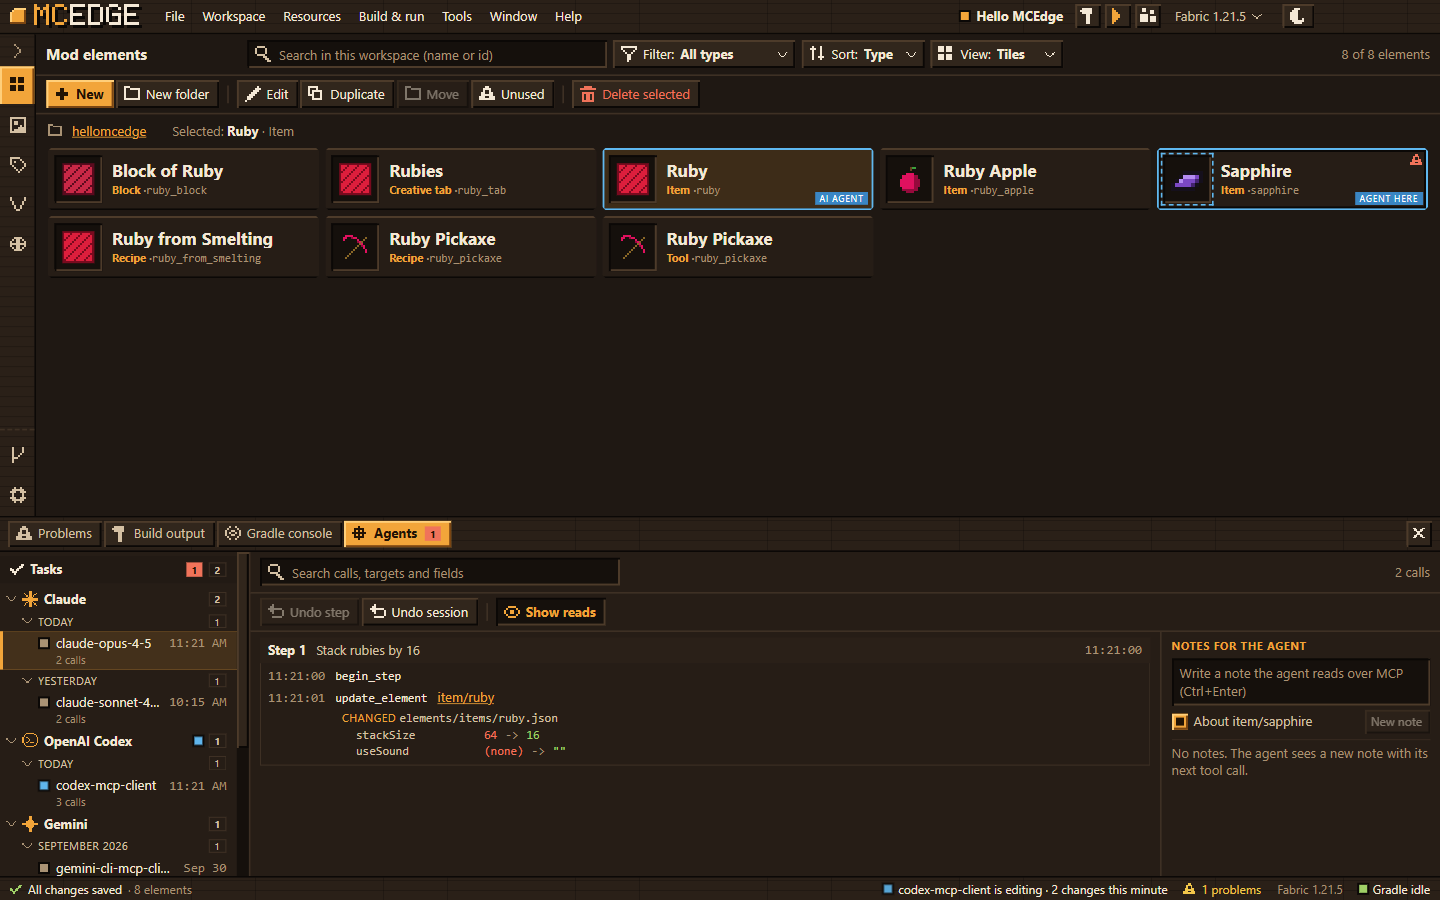 MCEDGE File Workspace Resources Build & run Tools Window Help Hello MCEdge Fabric 1.21.5
Mod elements Search in this workspace (name or id) Filter: All types Sort: Type View: Tiles 8 of 8 elements
New New folder Edit Duplicate Move Unused Delete selected
hellomcedge Selected: Ruby · Item
Block of Ruby
Block ·ruby_block
Rubies
Creative tab ·ruby_tab
Ruby
Item ·ruby
AI AGENT
Ruby Apple
Item ·ruby_apple
Sapphire
Item ·sapphire
AGENT HERE
Ruby from Smelting
Recipe ·ruby_from_smelting
Ruby Pickaxe
Recipe ·ruby_pickaxe
Ruby Pickaxe
Tool ·ruby_pickaxe
Problems Build output Gradle console Agents 1
Tasks 1 2
Claude 2
TODAY 1
claude-opus-4-5 11:21 AM
2 calls
YESTERDAY 1
claude-sonnet-4... 10:15 AM
2 calls
OpenAI Codex 1
TODAY 1
codex-mcp-client 11:21 AM
3 calls
Gemini 1
SEPTEMBER 2026 1
gemini-cli-mcp-cli... Sep 30
Search calls, targets and fields 2 calls
Undo step Undo session Show reads
Step 1 Stack rubies by 16 11:21:00
11:21:00 begin_step
11:21:01 update_element item/ruby
CHANGED elements/items/ruby.json
stackSize 64 -> 16
useSound (none) -> ""
NOTES FOR THE AGENT
Write a note the agent reads over MCP
(Ctrl+Enter)
About item/sapphire New note
No notes. The agent sees a new note with its
next tool call.
All changes saved · 8 elements codex-mcp-client is editing · 2 changes this minute 1 problems Fabric 1.21.5 Gradle idle